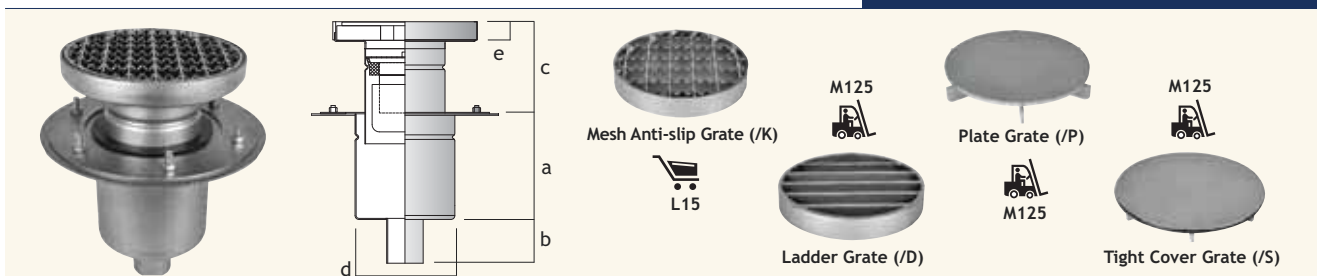 e
c
a
b
d
Mesh Anti-slip Grate (/K)
L15
M125
Ladder Grate (/D)
Plate Grate (/P)
M125
M125
Tight Cover Grate (/S)